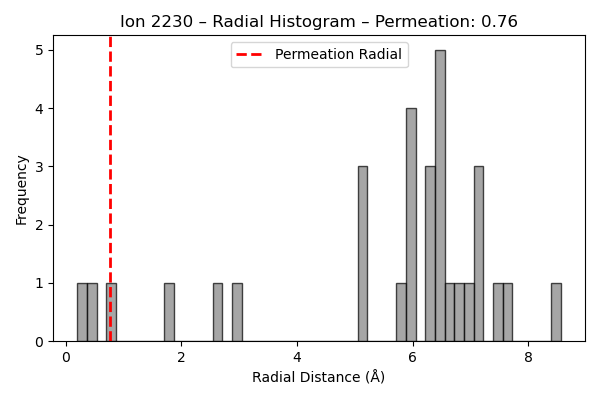 Ion 2230 – Radial Histogram – Permeation: 0.76
Permeation Radial
5
4
3
2
1
0
Frequency
0 2 4 6 8
Radial Distance (Å)